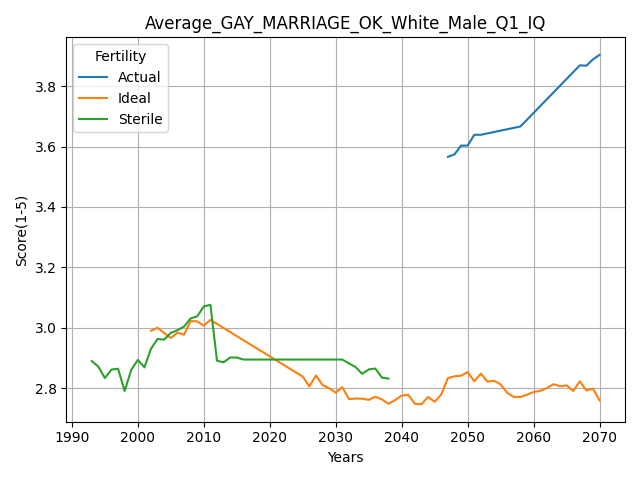 Average_GAY_MARRIAGE_OK_White_Male_Q1_IQ
Fertility
Actual
Ideal
Sterile
Score(1-5)
3.8
3.6
3.4
3.2
3.0
2.8
1990 2000 2010 2020 2030 2040 2050 2060 2070
Years